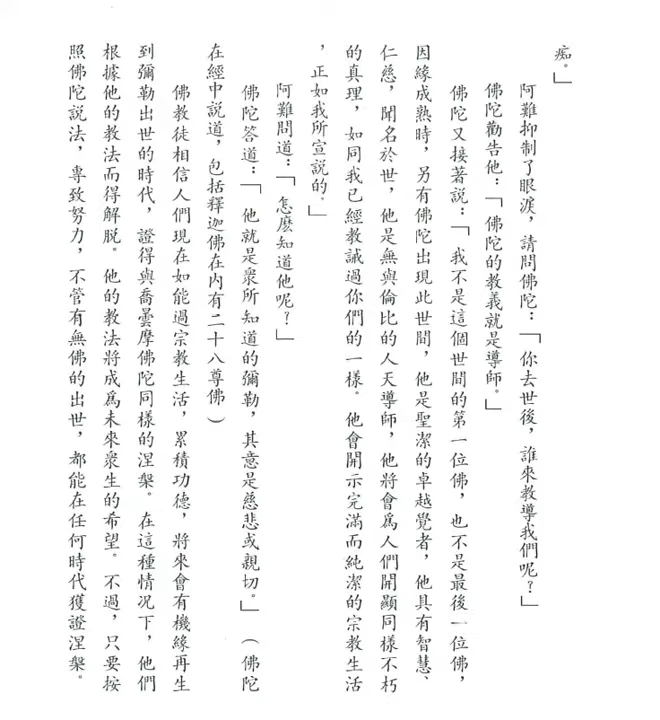 痴。」
阿難抑制了眼淚，請問佛陀：「你去世後，誰來教導我們呢？」
佛陀勸告他：「佛陀的教義就是導師。」
佛陀又接著說：「我不是這個世間的第一位佛，也不是最後一位佛，
因緣成熟時，另有佛陀出現此世間，他是聖潔的卓越覺者，他具有智慧、
仁慈，聞名於世，他是無與倫比的人天導師，他將會爲人們開顯同樣不朽
的真理，如同我已經教誡過你們的一樣。他會開示完滿而純潔的宗教生活
，正如我所宣說的。」
阿難問道：「怎麽知道他呢？」
佛陀答道：「他就是衆所知道的彌勒，其意是慈悲或親切。」（佛陀
在經中說道，包括釋迦佛在内有二十八尊佛）
佛教徒相信人們現在如能過宗教生活，累積功德，將來會有機緣再生
到彌勒出世的時代，證得與喬曇摩佛陀同樣的涅槃。在這種情况下，他們
根據他的教法而得解脱。他的教法將成爲未來衆生的希望。不過，只要按
照佛陀說法，專致努力，不管有無佛的出世，都能在任何時代獲證涅槃。